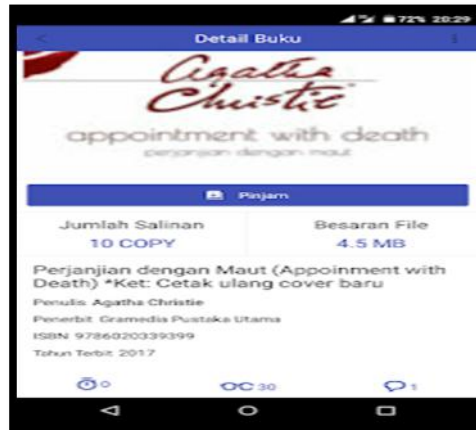 72% 20:29
Detail Buku
Agatha
Christie
appointment with death
perjanjian dengan maut
Pinjam
Jumlah Salinan Besaran File
10 COPY 4.5 MB
Perjanjian dengan Maut (Appoinment with
Death) *Ket: Cetak ulang cover baru
Penulis Agatha Christie
Penerbit Gramedia Pustaka Utama
ISBN 9786020339399
Tahun Terbit 2017
0 30 1